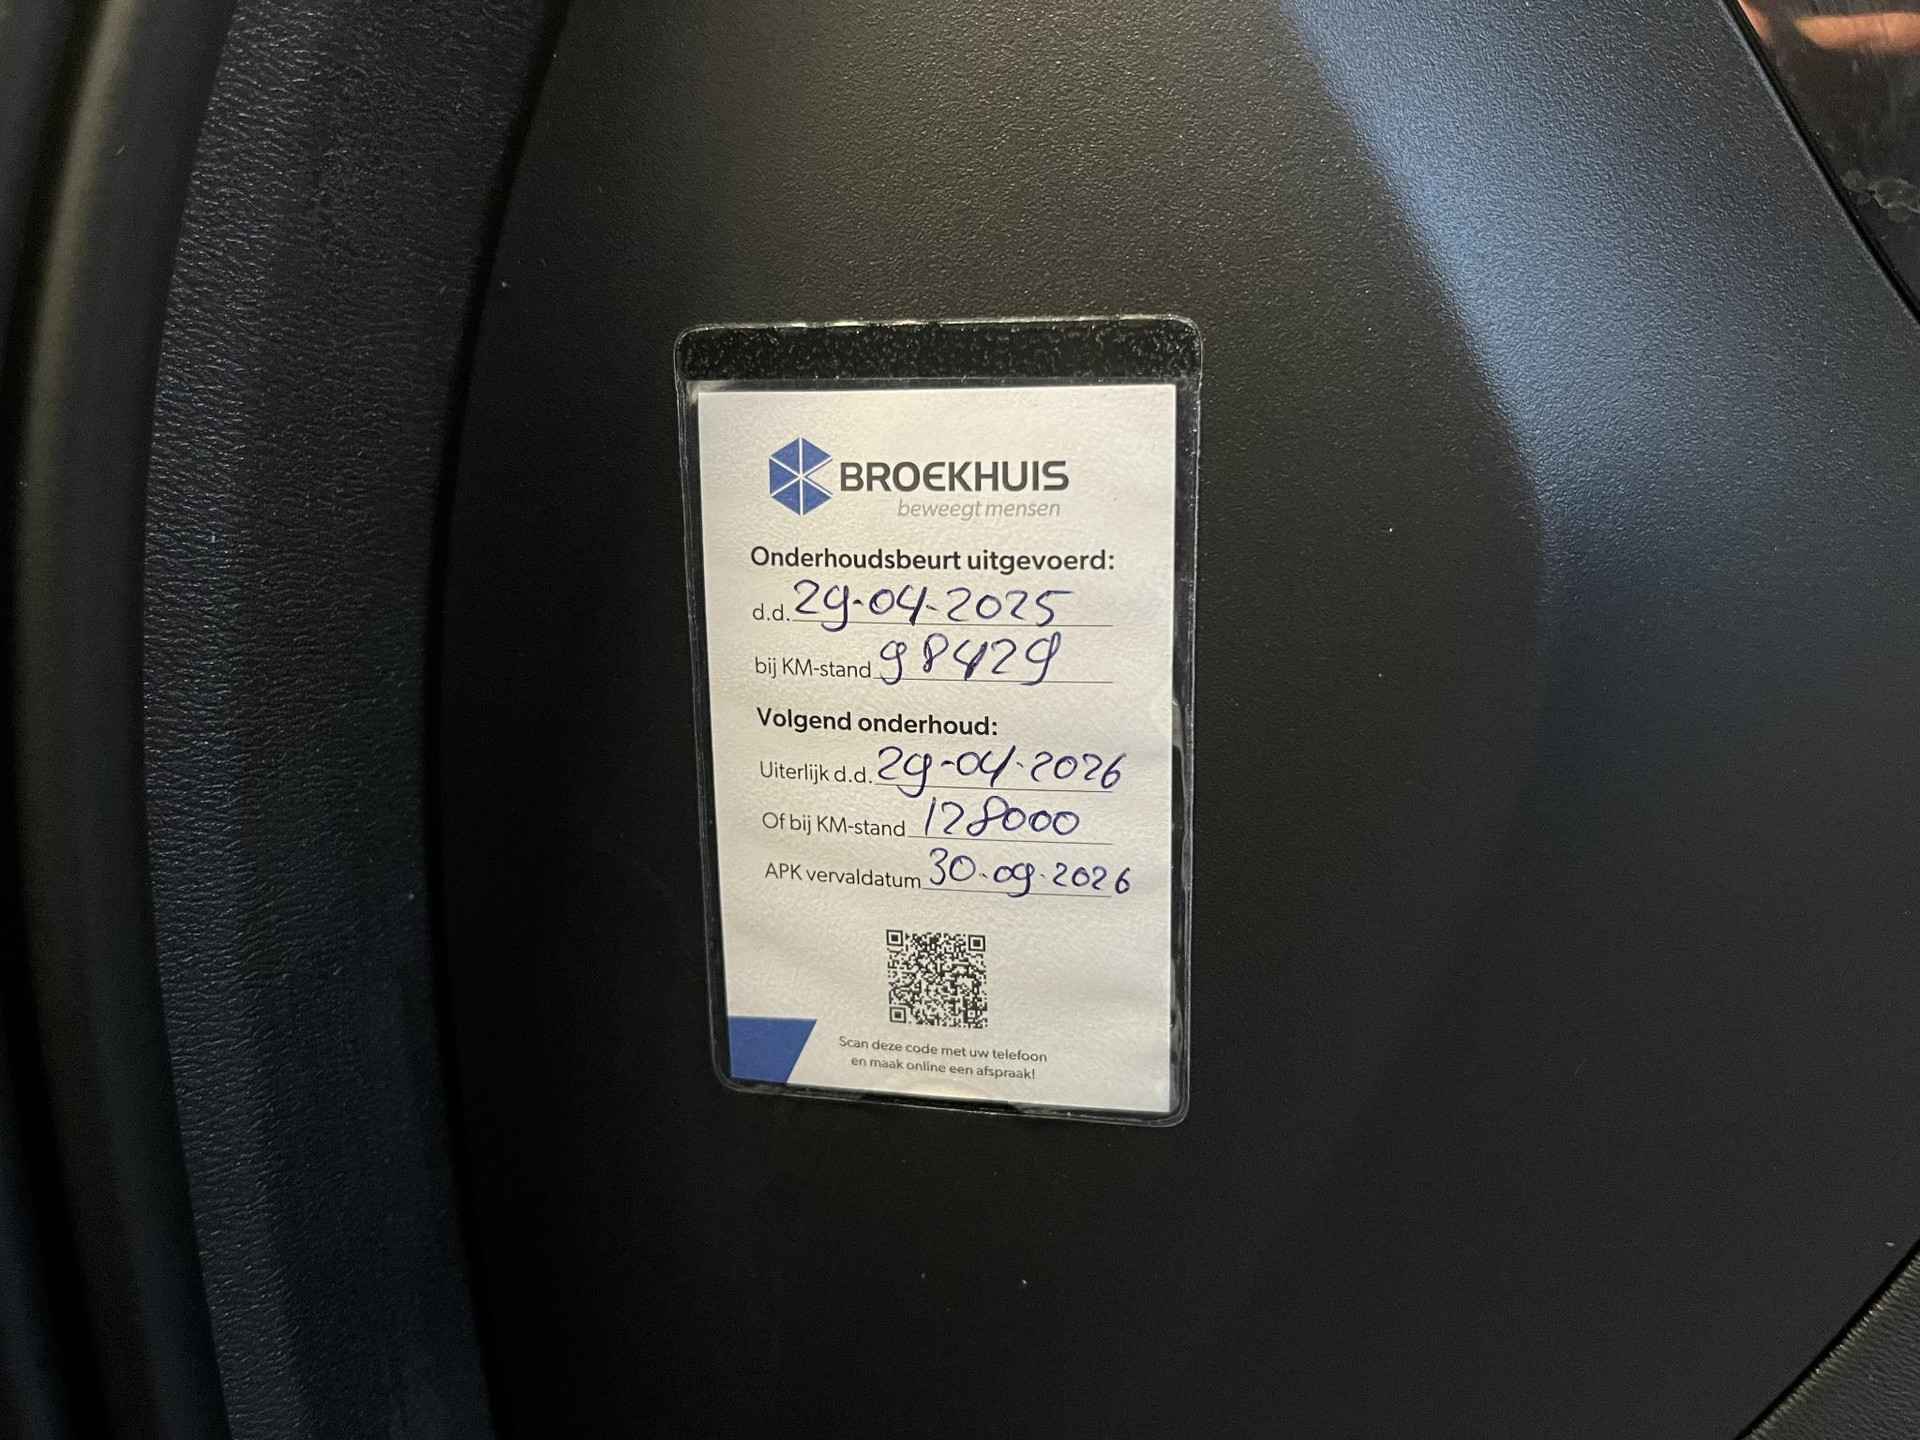 BROEKHUIS
beweegt mensen
Onderhoudsbeurt uitgevoerd:
d.d. 29-04-2025
bij KM-stand 98429
Volgend onderhoud:
Uiterlijk d.d. 29-04-2026
Of bij KM-stand 128000
APK vervaldatum 30-09-2026
Scan deze code met uw telefoon
en maak online een afspraak!